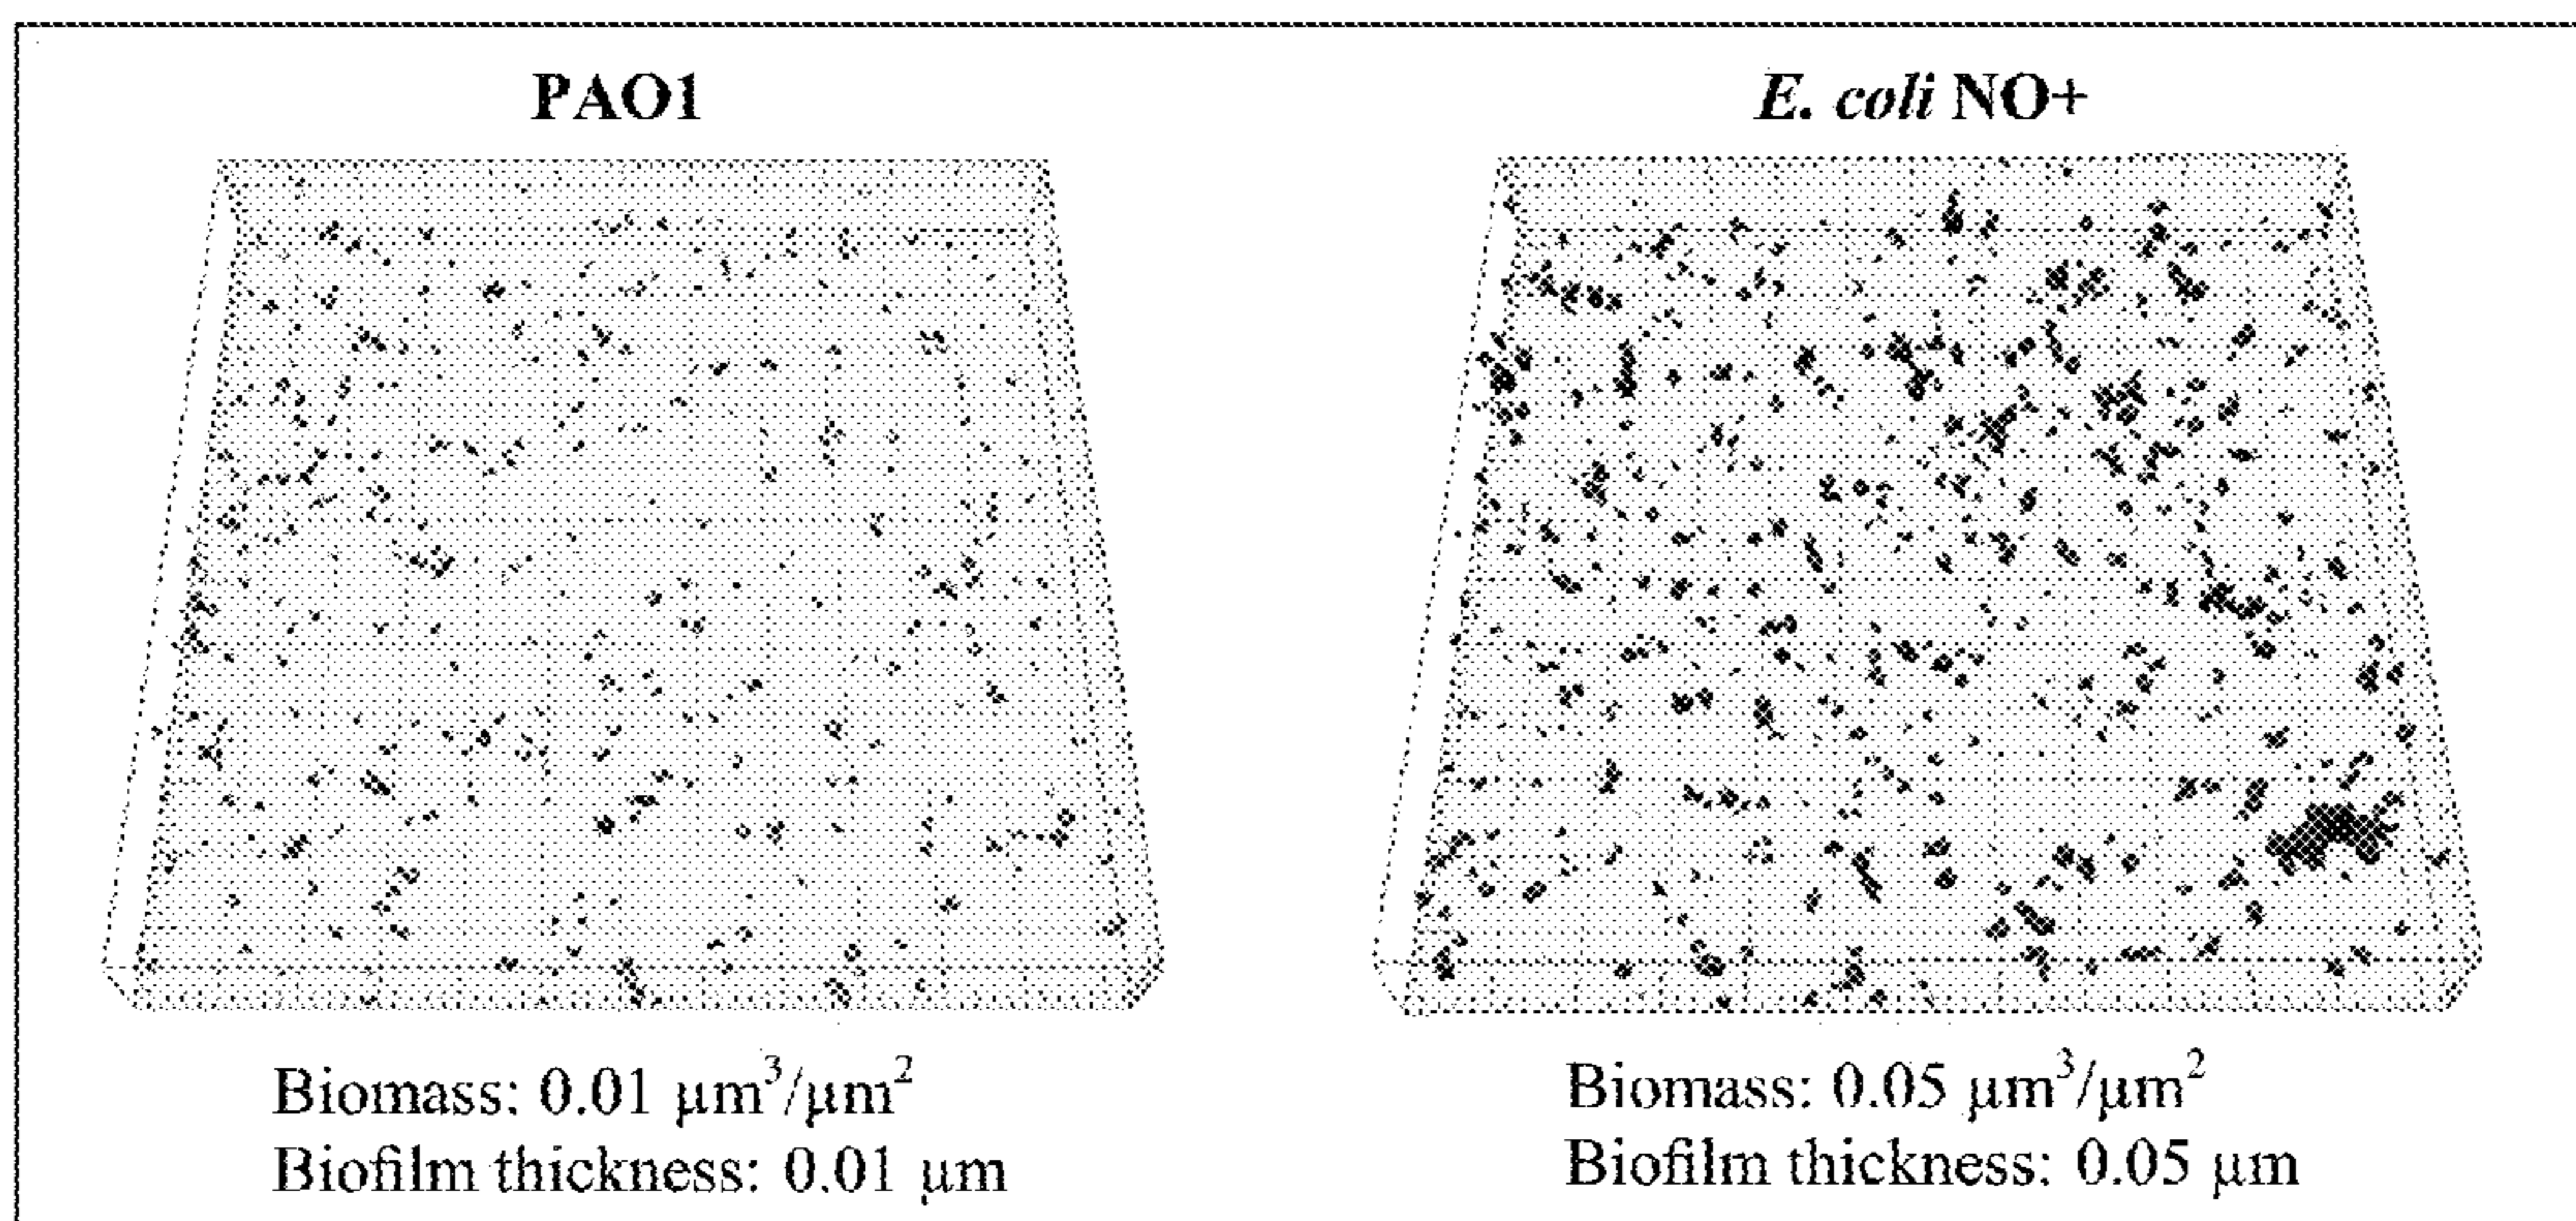 PAO1
E. coli NO+
Biomass: 0.01 μm³/μm²
Biofilm thickness: 0.01 μm
Biomass: 0.05 μm³/μm²
Biofilm thickness: 0.05 μm